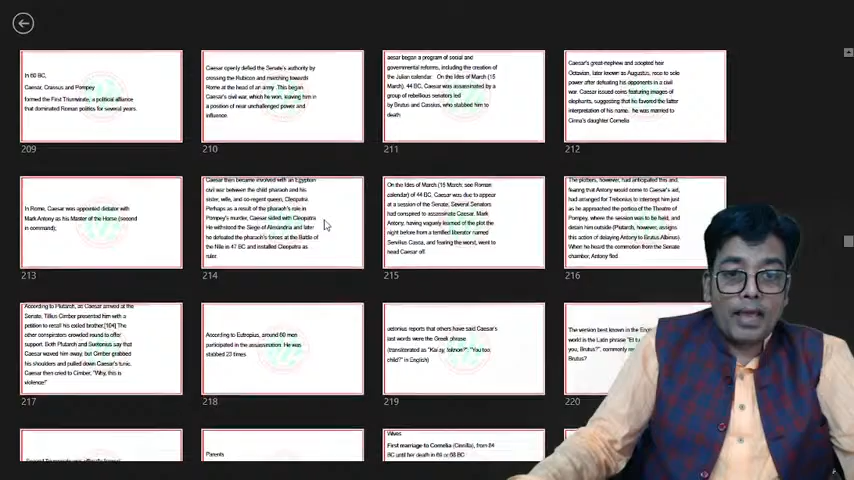 In 60 BC,
Caesar, Crassus and Pompey
formed the First Triumvirate, a political alliance
that dominated Roman politics for several years.
209
Caesar openly defied the Senate's authority by
crossing the Rubicon and marching towards
Rome at the head of an army. This began
Caesar's civil war, which he won, leaving him in
a position of near unchallenged power and
influence.
210
aesar began a program of social and
governmental reforms, including the creation of
the Julian calendar. On the Ides of March (15
March), 44 BC, Caesar was assassinated by a
group of rebellious senators led
by Brutus and Cassius, who stabbed him to
death
211
Caesar's great-nephew and adopted heir
Octavian, later known as Augustus, rose to sole
power after defeating his opponents in a civil
war. Caesar issued coins featuring images of
elephants, suggesting that he favored the latter
interpretation of his name. he was married to
Cinna's daughter Cornelia
212
In Rome, Caesar was appointed dictator with
Mark Antony as his Master of the Horse (second
in command);
213
Caesar then became involved with an Egyptian
civil war between the child pharaoh and his
sister, wife, and co-regent queen, Cleopatra.
Perhaps as a result of the pharaoh's role in
Pompey's murder, Caesar sided with Cleopatra
He withstood the Siege of Alexandria and later
he defeated the pharaoh's forces at the Battle of
the Nile in 47 BC and installed Cleopatra as
ruler.
214
On the Ides of March (15 March; see Roman
calendar) of 44 BC, Caesar was due to appear
at a session of the Senate. Several Senators
had conspired to assassinate Caesar. Mark
Antony, having vaguely learned of the plot the
night before from a terrified liberator named
Servilius Casca, and fearing the worst, went to
head Caesar off.
215
The plotters, however, had anticipated this and,
fearing that Antony would come to Caesar's aid,
had arranged for Trebonius to intercept him just
as he approached the portico of the Theatre of
Pompey, where the session was to be held, and
detain him outside (Plutarch, however, assigns
this action of delaying Antony to Brutus Albinus).
When he heard the commotion from the Senate
chamber, Antony fled
216
According to Plutarch, as Caesar arrived at the
Senate, Tillius Cimber presented him with a
petition to recall his exiled brother.[104] The
other conspirators crowded round to offer
support. Both Plutarch and Suetonius say that
Caesar waved him away, but Cimber grabbed
his shoulders and pulled down Caesar's tunic.
Caesar then cried to Cimber, "Why, this is
violence!"
217
According to Eutropius, around 60 men
participated in the assassination. He was
stabbed 23 times
218
uetonius reports that others have said Caesar's
last words were the Greek phrase
(transliterated as "Kai sy, teknon?": "You too,
child?" in English)
219
The version best known in the Eng
world is the Latin phrase "Et tu
you, Brutus?", commonly
Brutus?"
220
Parents
Wives
First marriage to Cornelia (Cinnilla), from 84
BC until her death in 69 or 68 BC